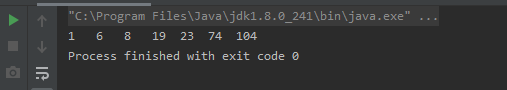 "C:\Program Files\Java\jdk1.8.0_241\bin\java.exe" ...
1 6 8 19 23 74 104
Process finished with exit code 0